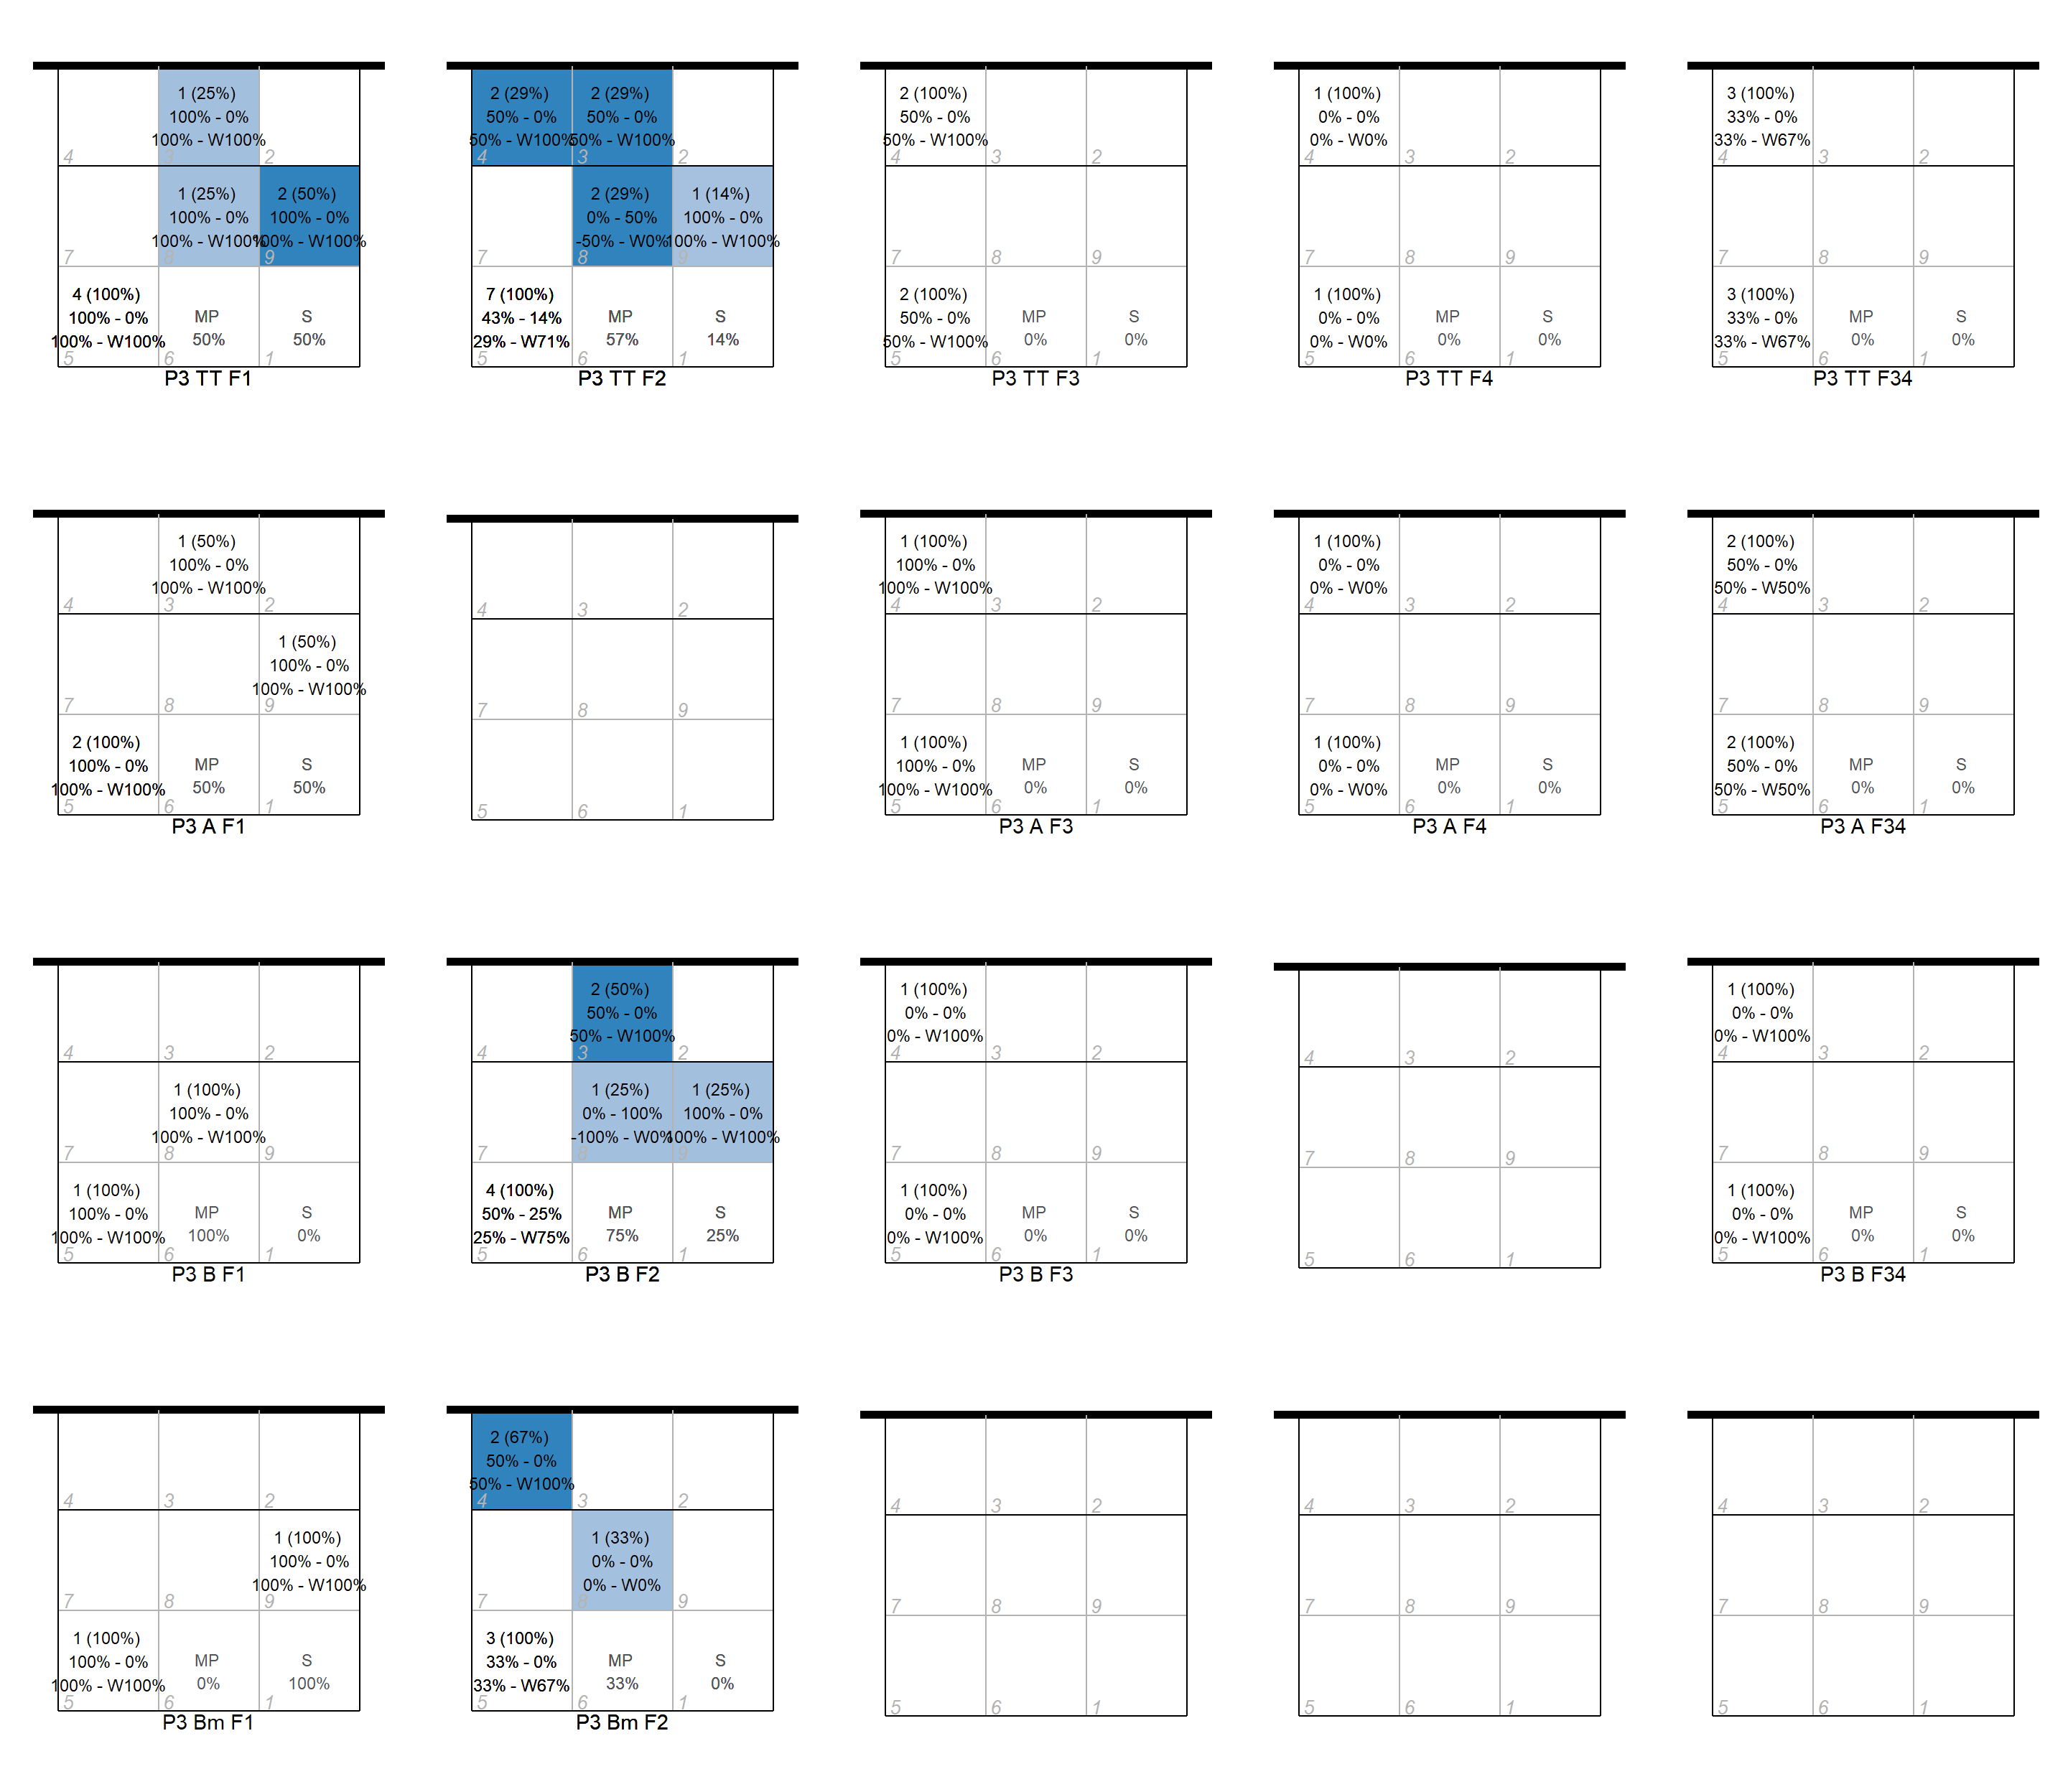 1 (25%)
100% - 0%
100% - W100%
4 3 2
1 (25%)
100% - 0%
100% - W100%
2 (50%)
100% - 0%
100% - W100%
7 8 9
4 (100%)
100% - 0%
100% - W100%
MP
50%
S
50%
5 6 1
P3 TT F1
2 (29%)
50% - 0%
50% - W100%
2 (29%)
50% - 0%
50% - W100%
4 3 2
2 (29%)
0% - 50%
-50% - W0%
1 (14%)
100% - 0%
100% - W100%
7 8 9
7 (100%)
43% - 14%
29% - W71%
MP
57%
S
14%
5 6 1
P3 TT F2
2 (100%)
50% - 0%
50% - W100%
4 3 2
7 8 9
2 (100%)
50% - 0%
50% - W100%
MP
0%
S
0%
5 6 1
P3 TT F3
1 (100%)
0% - 0%
0% - W0%
4 3 2
7 8 9
1 (100%)
0% - 0%
0% - W0%
MP
0%
S
0%
5 6 1
P3 TT F4
3 (100%)
33% - 0%
33% - W67%
4 3 2
7 8 9
3 (100%)
33% - 0%
33% - W67%
MP
0%
S
0%
5 6 1
P3 TT F34
1 (50%)
100% - 0%
100% - W100%
4 3 2
1 (50%)
100% - 0%
100% - W100%
7 8 9
2 (100%)
100% - 0%
100% - W100%
MP
50%
S
50%
5 6 1
P3 A F1
4 3 2
7 8 9
5 6 1
1 (100%)
100% - 0%
100% - W100%
4 3 2
7 8 9
1 (100%)
100% - 0%
100% - W100%
MP
0%
S
0%
5 6 1
P3 A F3
1 (100%)
0% - 0%
0% - W0%
4 3 2
7 8 9
1 (100%)
0% - 0%
0% - W0%
MP
0%
S
0%
5 6 1
P3 A F4
2 (100%)
50% - 0%
50% - W50%
4 3 2
7 8 9
2 (100%)
50% - 0%
50% - W50%
MP
0%
S
0%
5 6 1
P3 A F34
4 3 2
1 (100%)
100% - 0%
100% - W100%
7 8 9
1 (100%)
100% - 0%
100% - W100%
MP
100%
S
0%
5 6 1
P3 B F1
2 (50%)
50% - 0%
50% - W100%
4 3 2
1 (25%)
0% - 100%
-100% - W0%
1 (25%)
100% - 0%
100% - W100%
7 8 9
4 (100%)
50% - 25%
25% - W75%
MP
75%
S
25%
5 6 1
P3 B F2
1 (100%)
0% - 0%
0% - W100%
4 3 2
7 8 9
1 (100%)
0% - 0%
0% - W100%
MP
0%
S
0%
5 6 1
P3 B F3
4 3 2
7 8 9
5 6 1
1 (100%)
0% - 0%
0% - W100%
4 3 2
7 8 9
1 (100%)
0% - 0%
0% - W100%
MP
0%
S
0%
5 6 1
P3 B F34
4 3 2
1 (100%)
100% - 0%
100% - W100%
7 8 9
1 (100%)
100% - 0%
100% - W100%
MP
0%
S
100%
5 6 1
P3 Bm F1
2 (67%)
50% - 0%
50% - W100%
4 3 2
1 (33%)
0% - 0%
0% - W0%
7 8 9
3 (100%)
33% - 0%
33% - W67%
MP
33%
S
0%
5 6 1
P3 Bm F2
4 3 2
7 8 9
5 6 1
4 3 2
7 8 9
5 6 1
4 3 2
7 8 9
5 6 1